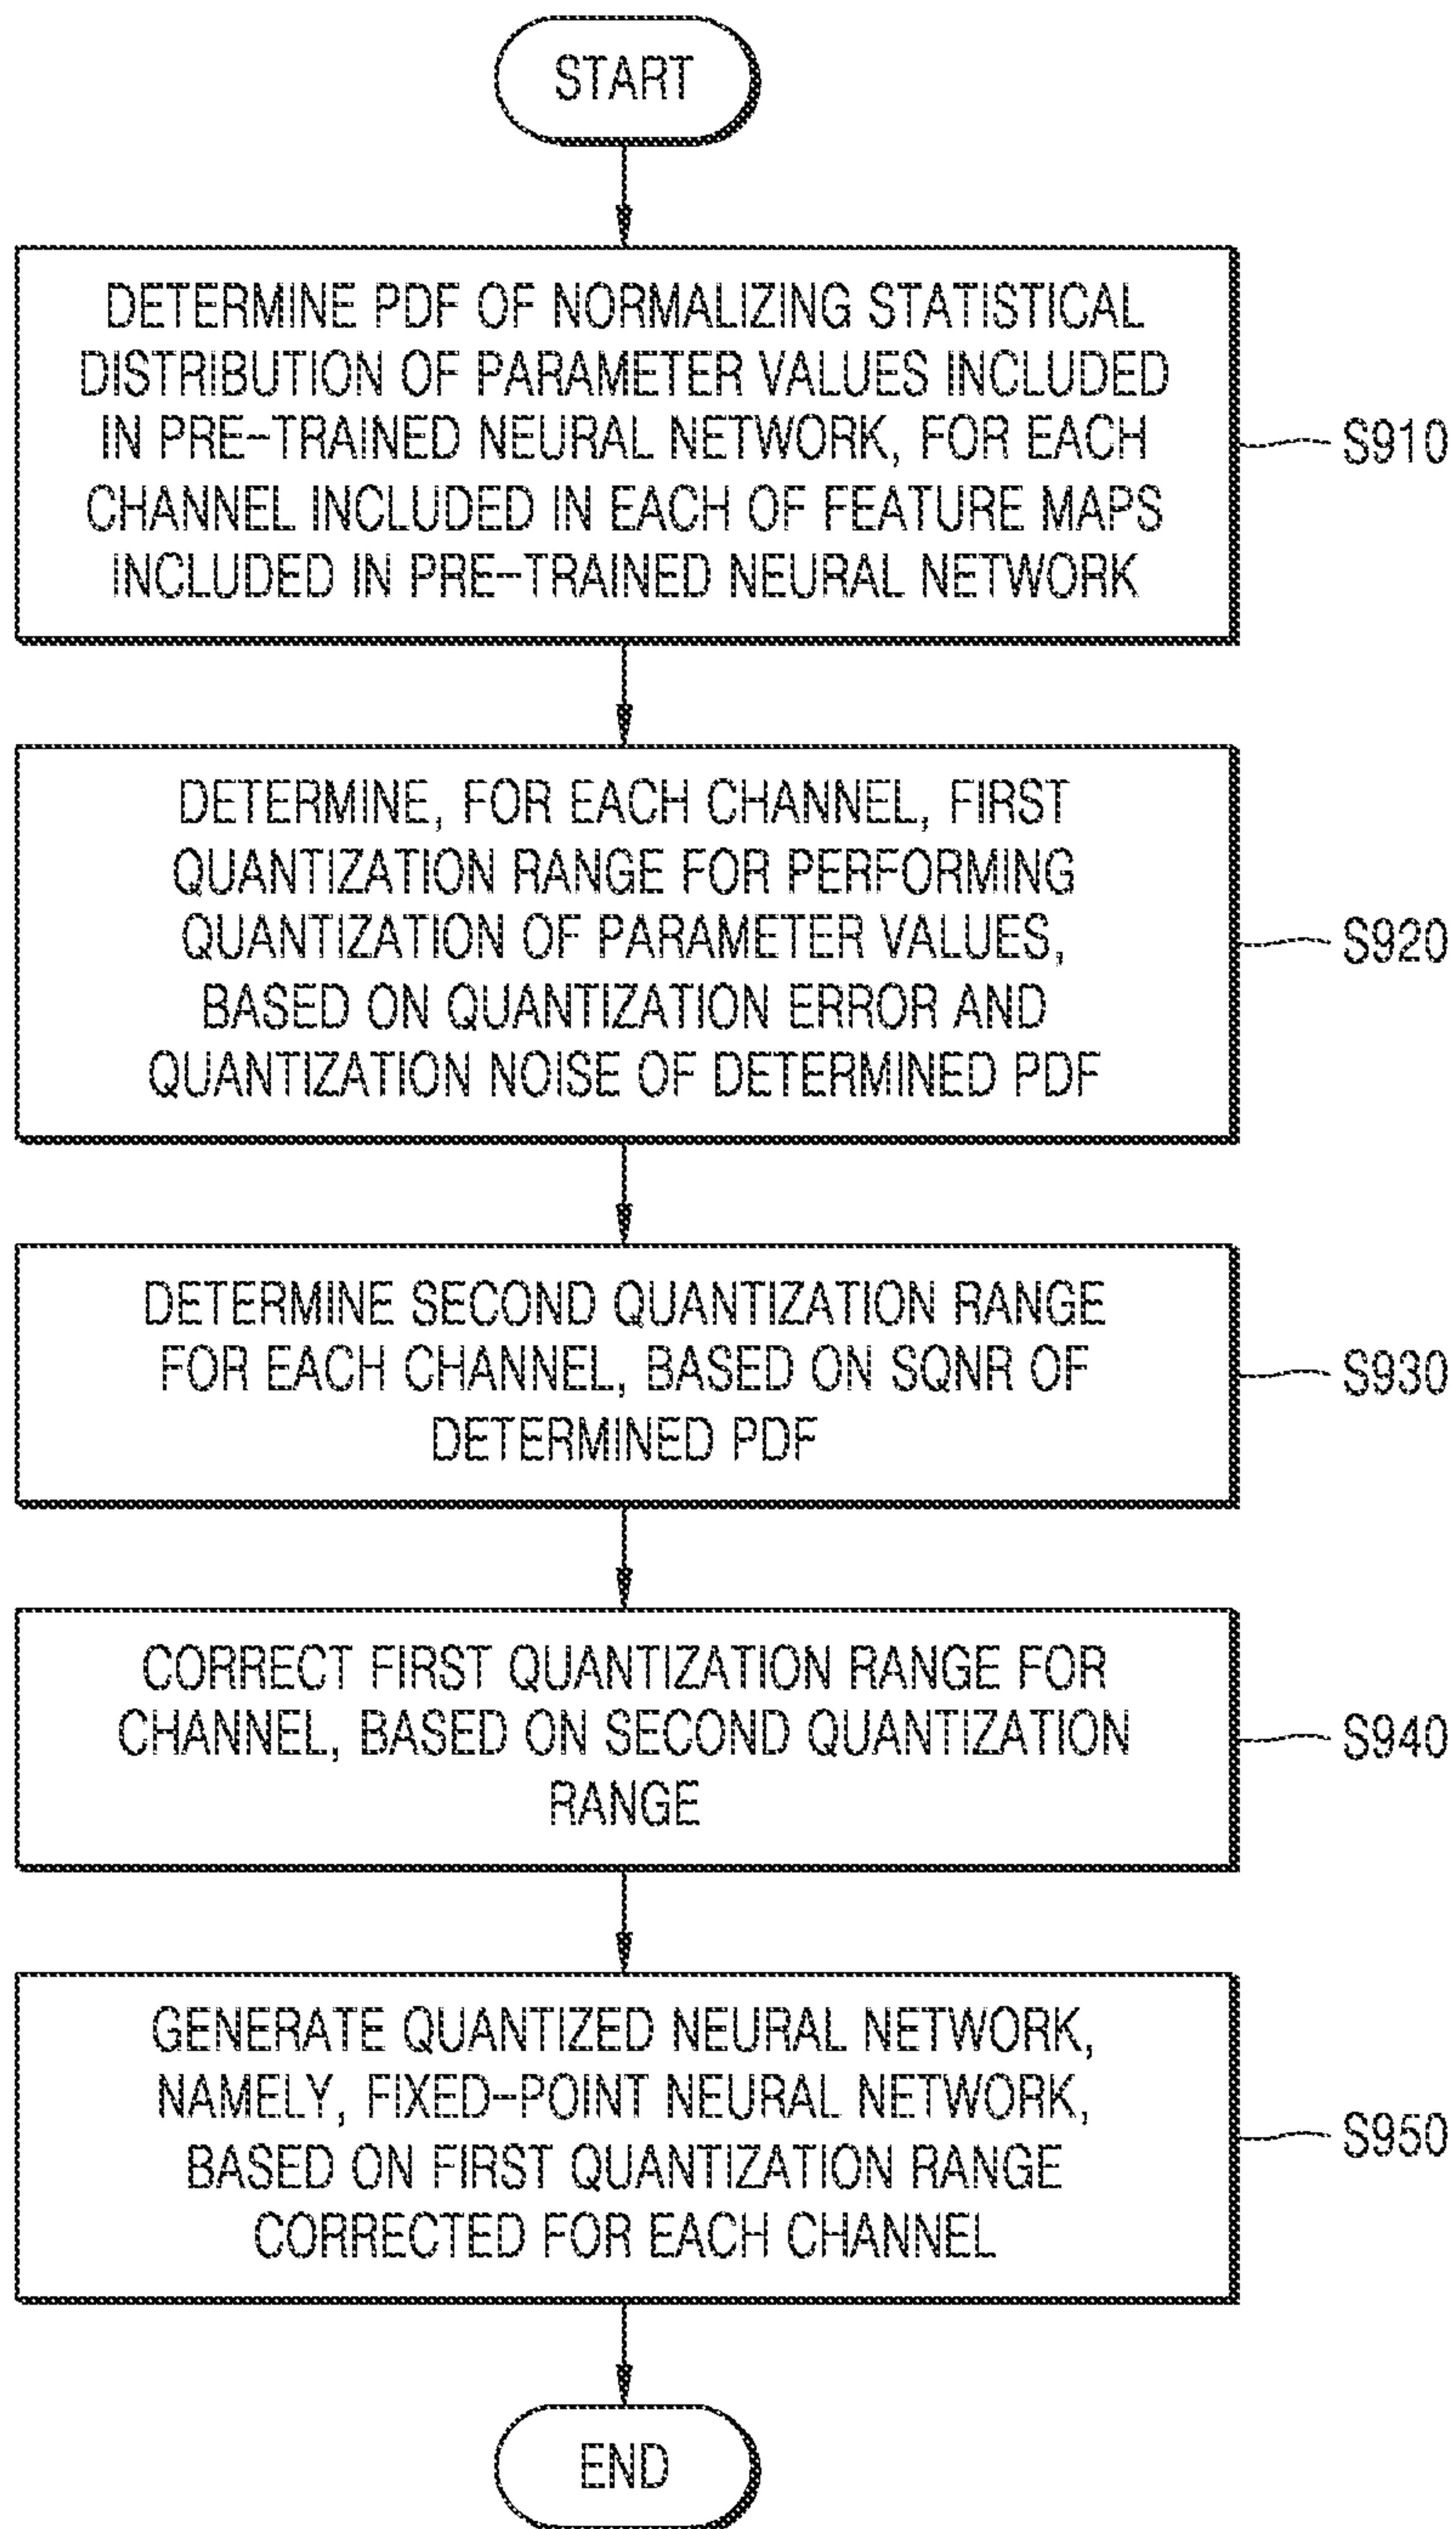 START
DETERMINE PDF OF NORMALIZING STATISTICAL
DISTRIBUTION OF PARAMETER VALUES INCLUDED
IN PRE-TRAINED NEURAL NETWORK, FOR EACH
CHANNEL INCLUDED IN EACH OF FEATURE MAPS
INCLUDED IN PRE-TRAINED NEURAL NETWORK
S910
DETERMINE, FOR EACH CHANNEL, FIRST
QUANTIZATION RANGE FOR PERFORMING
QUANTIZATION OF PARAMETER VALUES,
BASED ON QUANTIZATION ERROR AND
QUANTIZATION NOISE OF DETERMINED PDF
S920
DETERMINE SECOND QUANTIZATION RANGE
FOR EACH CHANNEL, BASED ON SQNR OF
DETERMINED PDF
S930
CORRECT FIRST QUANTIZATION RANGE FOR
CHANNEL, BASED ON SECOND QUANTIZATION
RANGE
S940
GENERATE QUANTIZED NEURAL NETWORK,
NAMELY, FIXED-POINT NEURAL NETWORK,
BASED ON FIRST QUANTIZATION RANGE
CORRECTED FOR EACH CHANNEL
S950
END